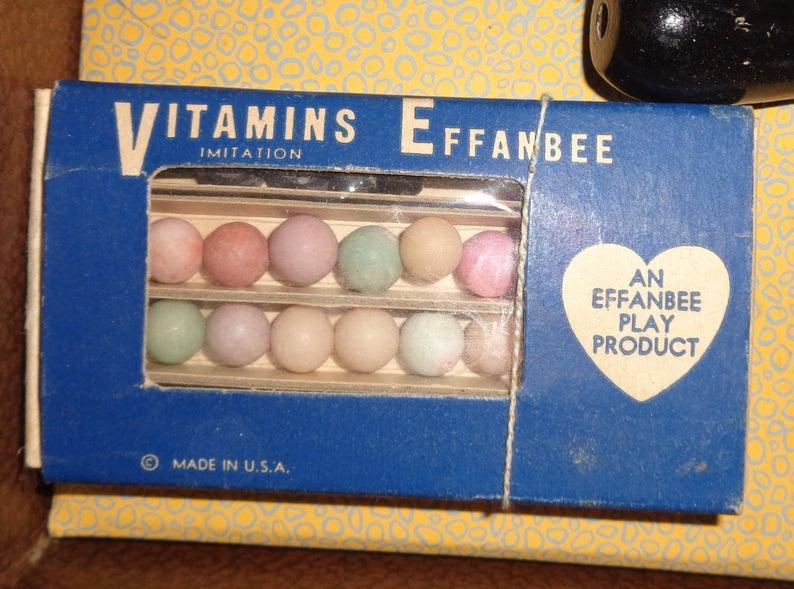 VITAMINS EFFANBEE
IMITATION
AN
EFFANBEE
PLAY
PRODUCT
© MADE IN U.S.A.